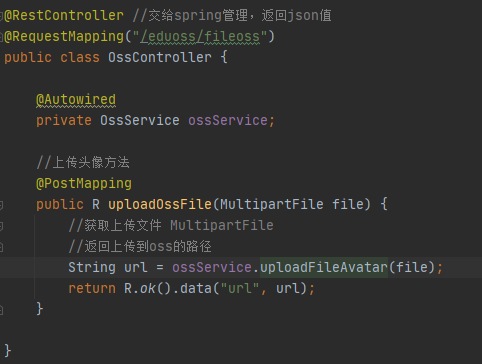 @RestController //交给spring管理，返回json值
@RequestMapping("/eduoss/fileoss")
public class OssController {
@Autowired
private OssService ossService;
//上传头像方法
@PostMapping
public R uploadOssFile(MultipartFile file) {
//获取上传文件 MultipartFile
//返回上传到oss的路径
String url = ossService.uploadFileAvatar(file);
return R.ok().data("url", url);
}
}